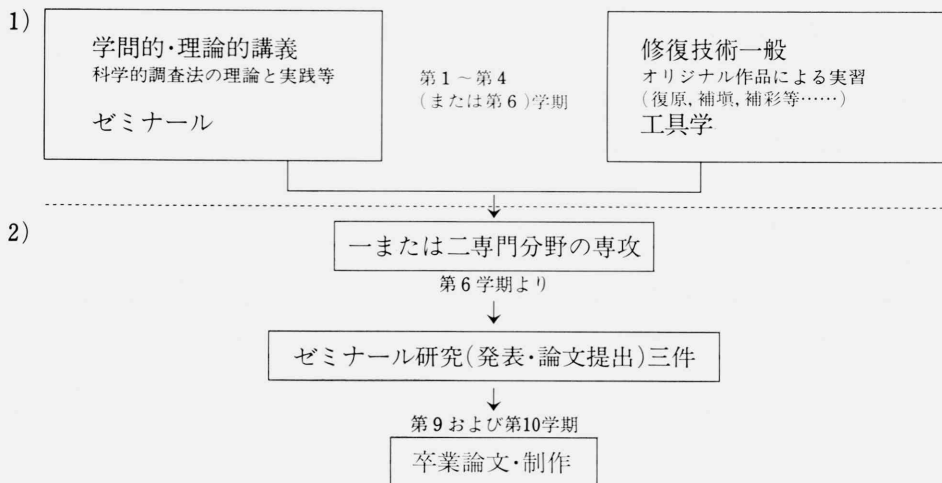 1)
学問的・理論的講義
科学的調査法の理論と実践等
ゼミナール
第1～第4
(または第6)学期
修復技術一般
オリジナル作品による実習
(復原,補塡,補彩等……)
工具学
2)
一または二専門分野の専攻
第6学期より
ゼミナール研究(発表・論文提出)三件
第9および第10学期
卒業論文・制作